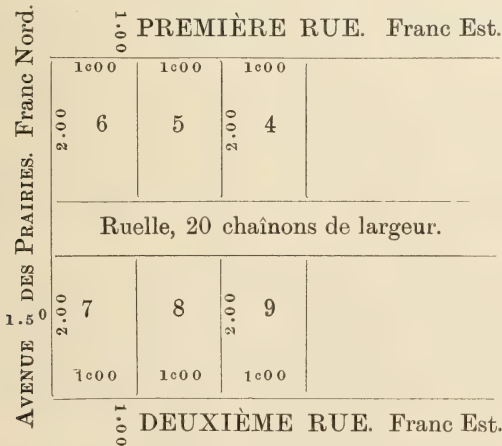 1.00 PREMIÈRE RUE. Franc Est.
1c00 1c00 1c00
2.00 6 5 2.00 4
Ruelle, 20 chaînons de largeur.
2.00 7 8 2.00 9
1c00 1c00 1c00
1.00 DEUXIÈME RUE. Franc Est.
AVENUE DES PRAIRIES. Franc Nord.
1.50